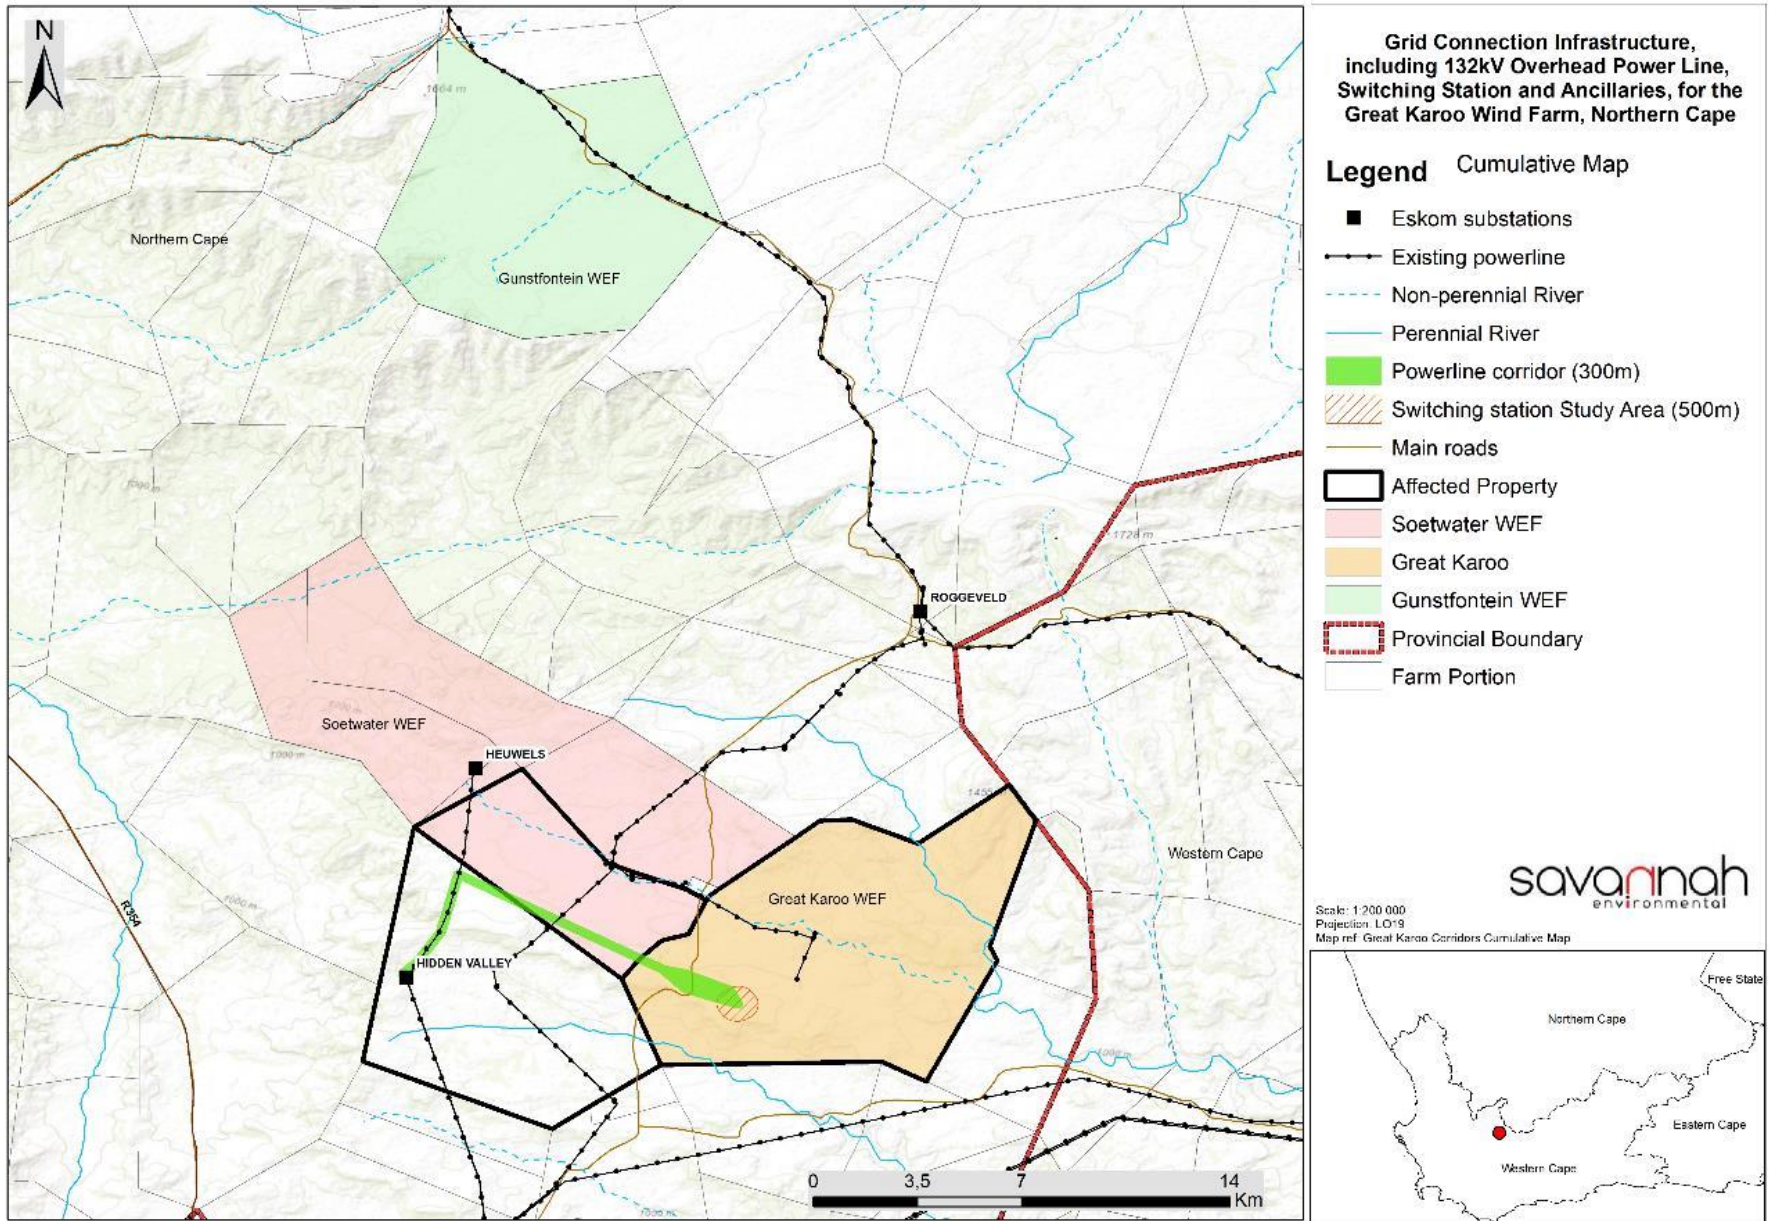 N
1664 m
Northern Cape
Gunstfontein WEF
1728 m
ROGGEVELD
Soetwater WEF
1000 m
HEUWELS
Western Cape
Great Karoo WEF
1000 m
R354
HIDDEN VALLEY
0 3,5 7 14
Km
Grid Connection Infrastructure,
including 132kV Overhead Power Line,
Switching Station and Ancillaries, for the
Great Karoo Wind Farm, Northern Cape
Legend Cumulative Map
Eskom substations
Existing powerline
Non-perennial River
Perennial River
Powerline corridor (300m)
Switching station Study Area (500m)
Main roads
Affected Property
Soetwater WEF
Great Karoo
Gunstfontein WEF
Provincial Boundary
Farm Portion
savannah
environmental
Scale: 1:200 000
Projection: LO19
Map ref: Great Karoo Corridors Cumulative Map
Free State
Northern Cape
Eastern Cape
Western Cape